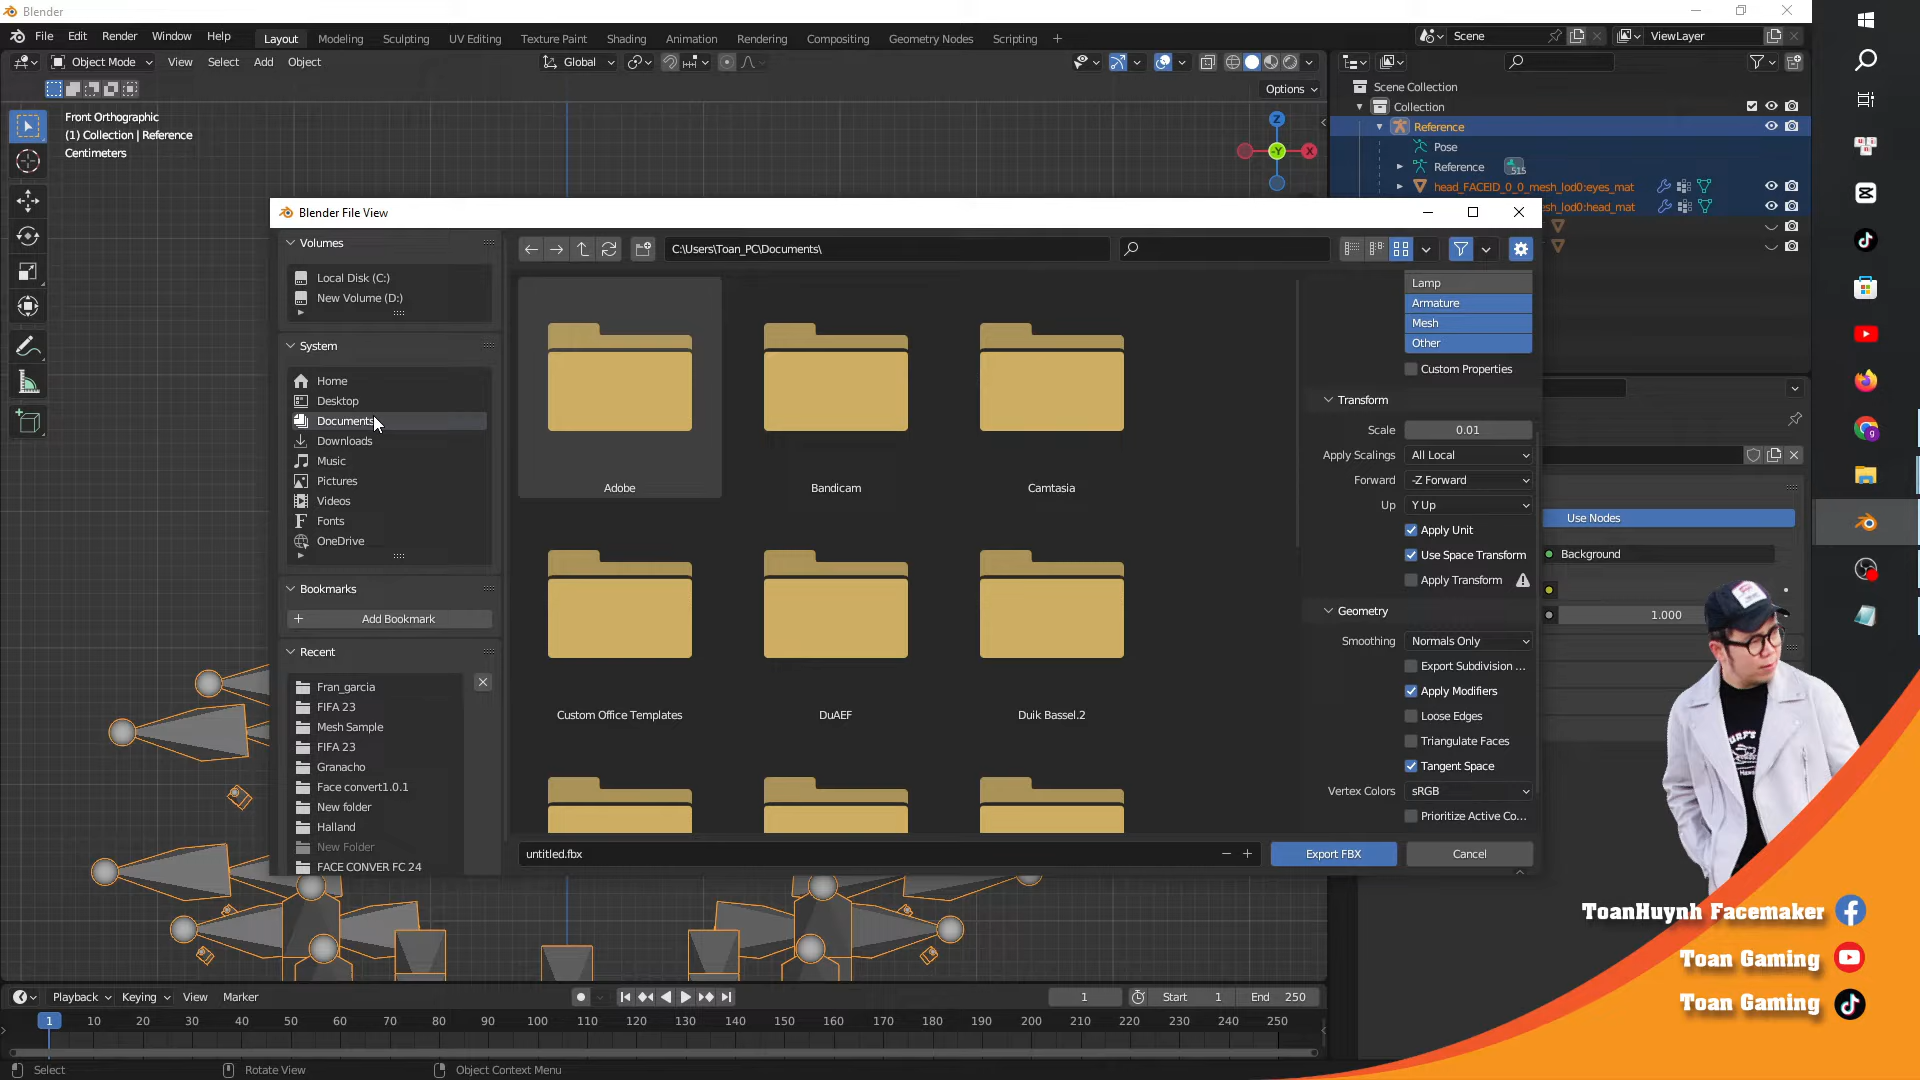 Blender
File Edit Render Window Help
Layout Modeling Sculpting UV Editing Texture Paint Shading Animation Rendering Compositing Geometry Nodes Scripting +
Scene
ViewLayer
Object Mode View Select Add Object
Global
Options
Front Orthographic
(1) Collection | Reference
Centimeters
Z
-Y
X
Scene Collection
Collection
Reference
Pose
Reference
515
head_FACEID_0_0_mesh_lod0:eyes_mat
esh_lod0:head_mat
Use Nodes
Background
1.000
Blender File View
Volumes
Local Disk (C:)
New Volume (D:)
System
Home
Desktop
Documents
Downloads
Music
Pictures
Videos
Fonts
OneDrive
Bookmarks
Add Bookmark
Recent
Fran_garcia
FIFA 23
Mesh Sample
FIFA 23
Granacho
Face convert1.0.1
New folder
Halland
New Folder
FACE CONVER FC 24
C:\Users\Toan_PC\Documents\
Adobe
Bandicam
Camtasia
Custom Office Templates
DuAEF
Duik Bassel.2
untitled.fbx
Export FBX
Cancel
Lamp
Armature
Mesh
Other
Custom Properties
Transform
Scale 0.01
Apply Scalings All Local
Forward -Z Forward
Up Y Up
Apply Unit
Use Space Transform
Apply Transform
Geometry
Smoothing Normals Only
Export Subdivision ...
Apply Modifiers
Loose Edges
Triangulate Faces
Tangent Space
Vertex Colors sRGB
Prioritize Active Co...
ToanHuynh Facemaker
Toan Gaming
Toan Gaming
Playback Keying View Marker
1
Start 1
End 250
1 10 20 30 40 50 60 70 80 90 100 110 120 130 140 150 160 170 180 190 200 210 220 230 240 250
Select
Rotate View
Object Context Menu